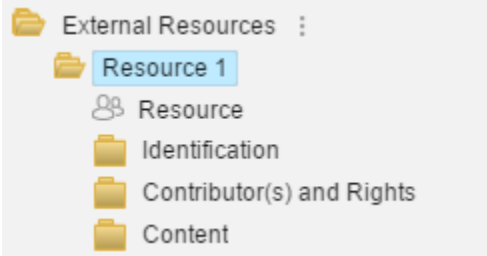 External Resources
Resource 1
Resource
Identification
Contributor(s) and Rights
Content